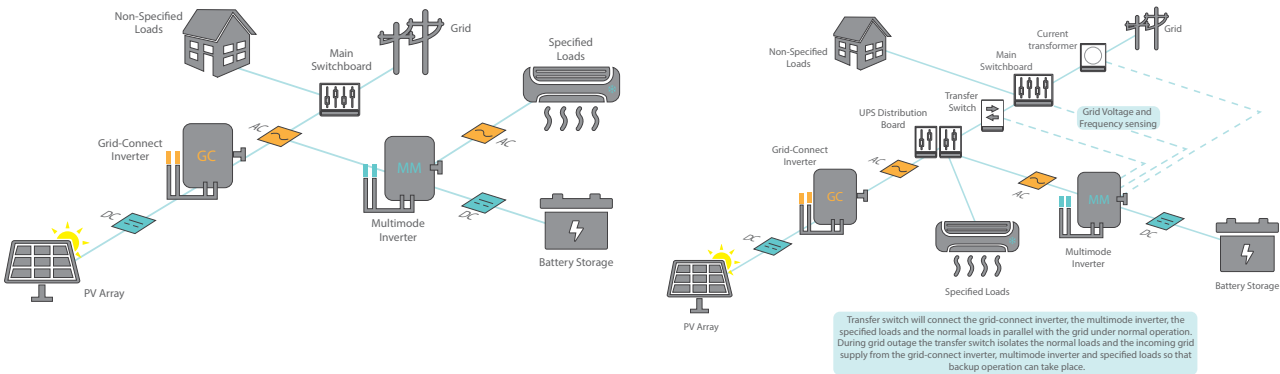 Non-Specified
Loads
Grid
Main
Switchboard
Specified
Loads
Grid-Connect
Inverter
GC
AC
AC
MM
DC
DC
Multimode
Inverter
Battery Storage
PV Array
Non-Specified
Loads
Current
transformer
Grid
Main
Switchboard
Transfer
Switch
Grid Voltage and
Frequency sensing
UPS Distribution
Board
Grid-Connect
Inverter
GC
AC
AC
MM
DC
DC
Multimode
Inverter
Specified Loads
Battery Storage
PV Array
Transfer switch will connect the grid-connect inverter, the multimode inverter, the
specified loads and the normal loads in parallel with the grid under normal operation.
During grid outage the transfer switch isolates the normal loads and the incoming grid
supply from the grid-connect inverter, multimode inverter and specified loads so that
backup operation can take place.